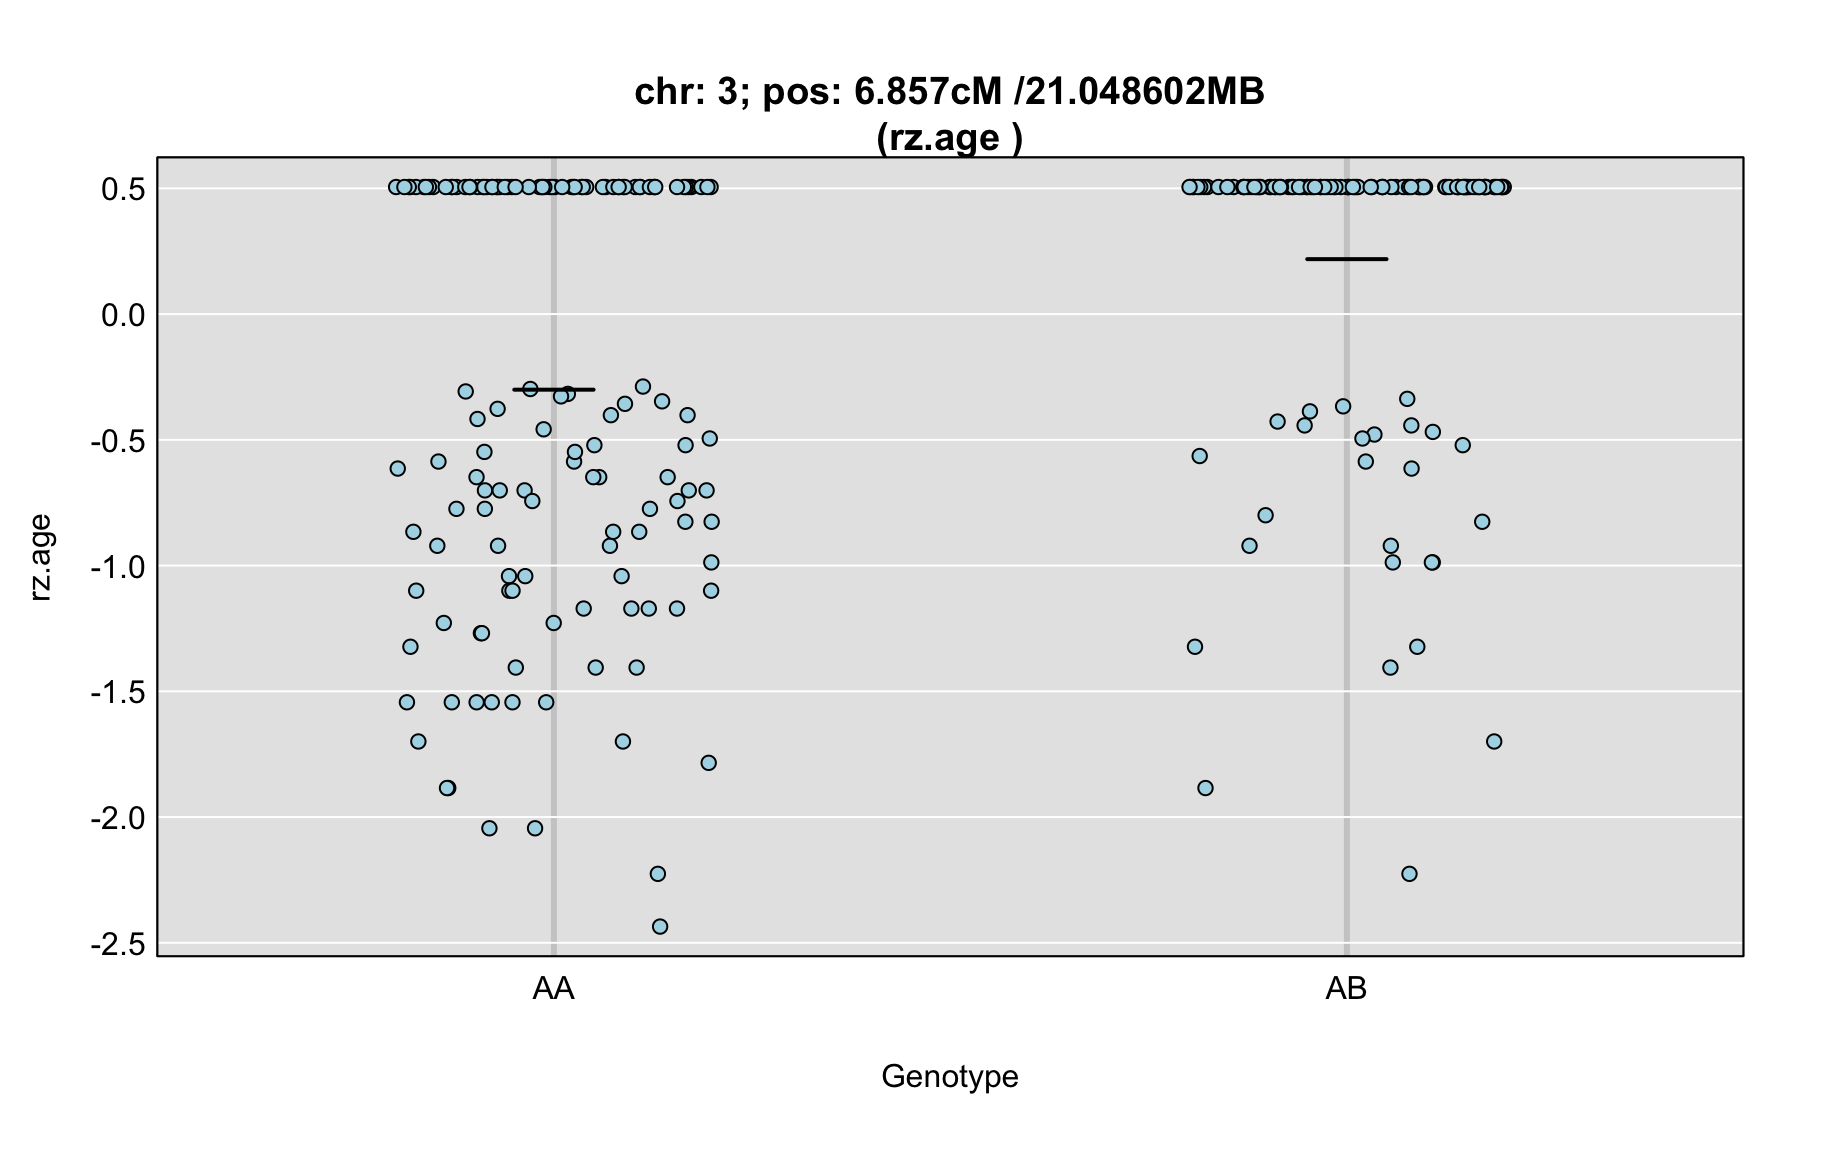 chr: 3; pos: 6.857cM /21.048602MB
(rz.age )
rz.age
0.5
0.0
-0.5
-1.0
-1.5
-2.0
-2.5
AA
AB
Genotype